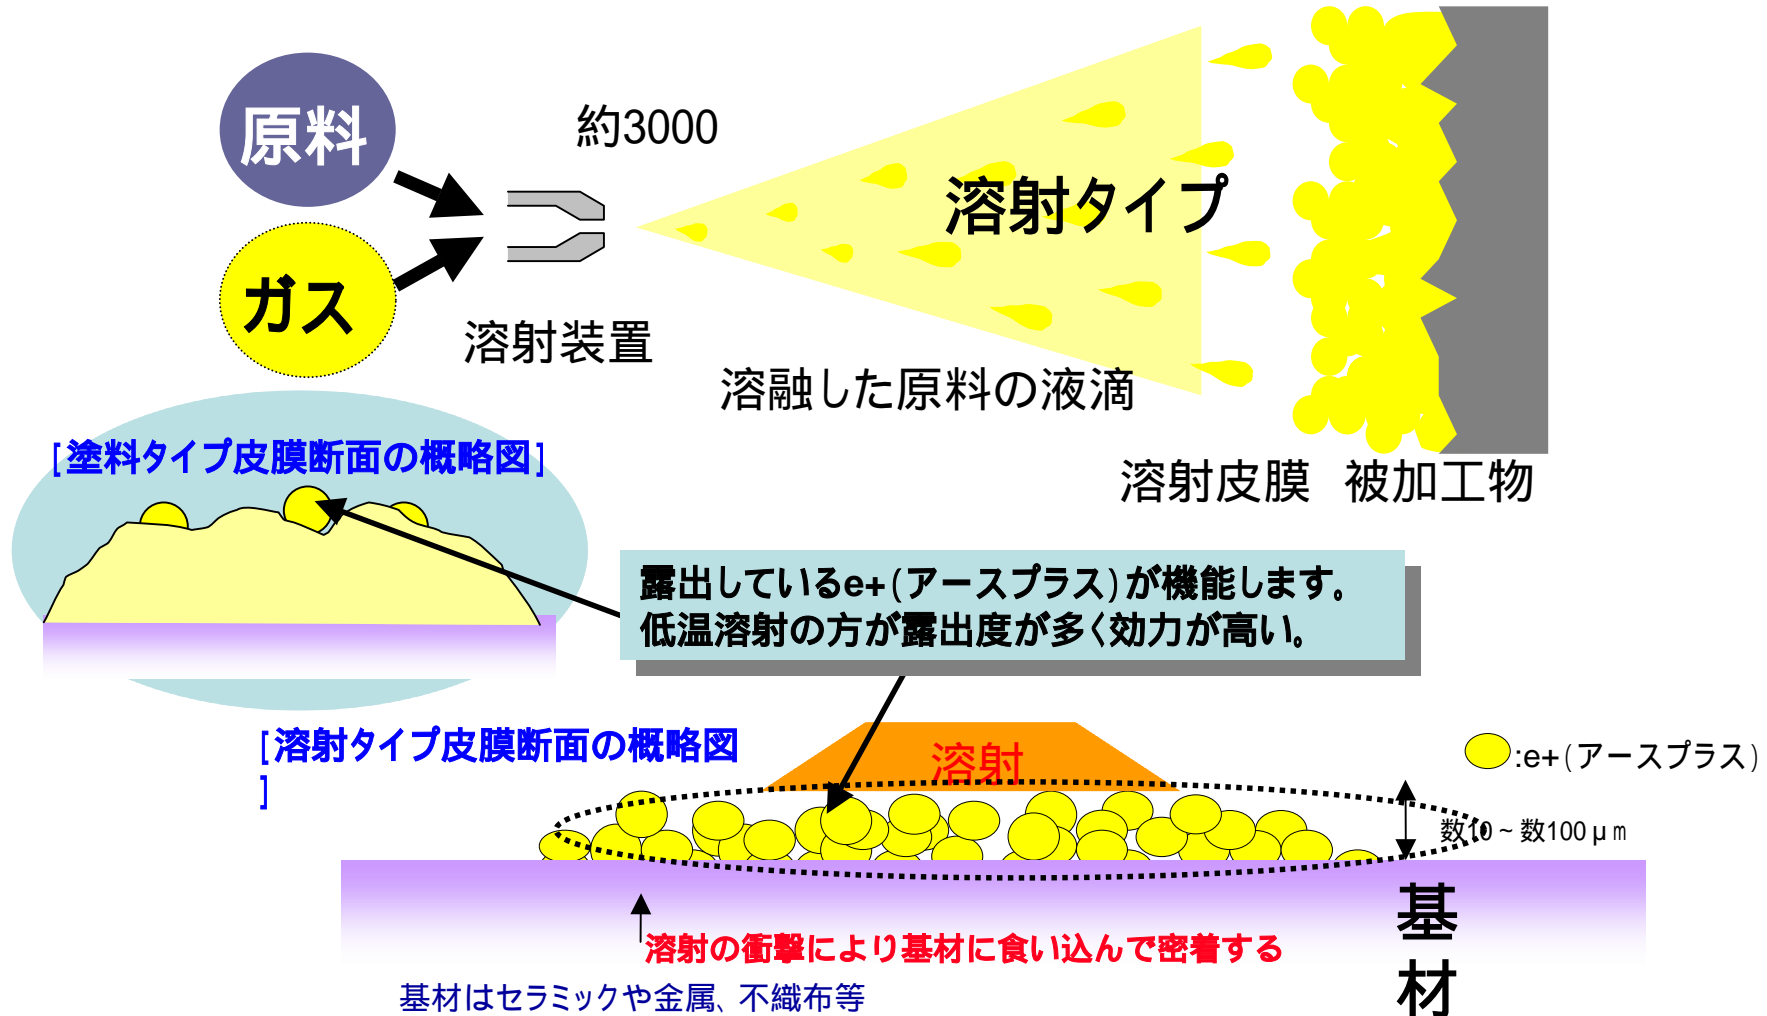 原料
約3000
溶射タイプ
ガス
溶射装置
溶融した原料の液滴
溶射皮膜 被加工物
[塗料タイプ皮膜断面の概略図]
露出しているe+(アースプラス)が機能します。
低温溶射の方が露出度が多く効力が高い。
[溶射タイプ皮膜断面の概略図
]
溶射
:e+(アースプラス)
数10~数100μm
基
材
溶射の衝撃により基材に食い込んで密着する
基材はセラミックや金属、不織布等